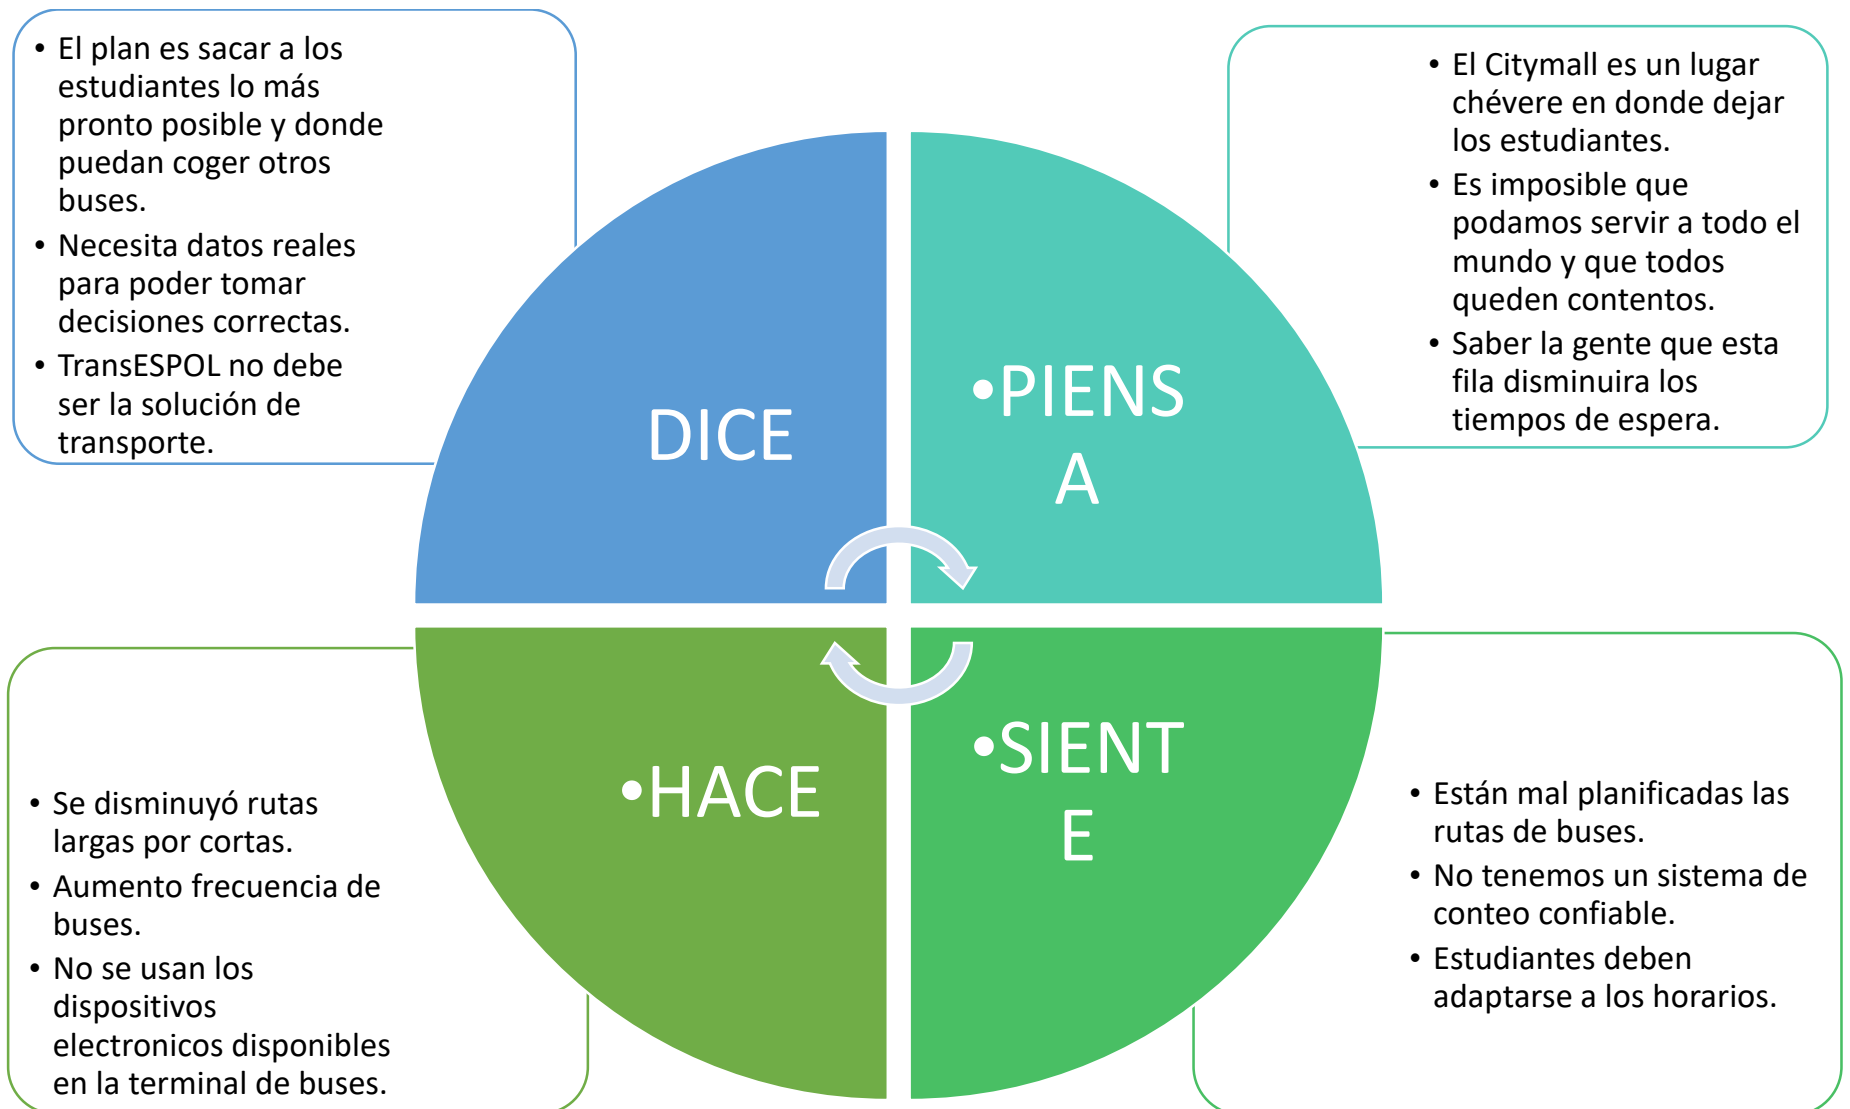 • El plan es sacar a los
estudiantes lo más
pronto posible y donde
puedan coger otros
buses.
• Necesita datos reales
para poder tomar
decisiones correctas.
• TransESPOL no debe
ser la solución de
transporte.
• El Citymall es un lugar
chévere en donde dejar
los estudiantes.
• Es imposible que
podamos servir a todo el
mundo y que todos
queden contentos.
• Saber la gente que esta
fila disminuira los
tiempos de espera.
DICE
•PIENS
A
•HACE
•SIENT
E
• Se disminuyó rutas
largas por cortas.
• Aumento frecuencia de
buses.
• No se usan los
dispositivos
electronicos disponibles
en la terminal de buses.
• Están mal planificadas las
rutas de buses.
• No tenemos un sistema de
conteo confiable.
• Estudiantes deben
adaptarse a los horarios.